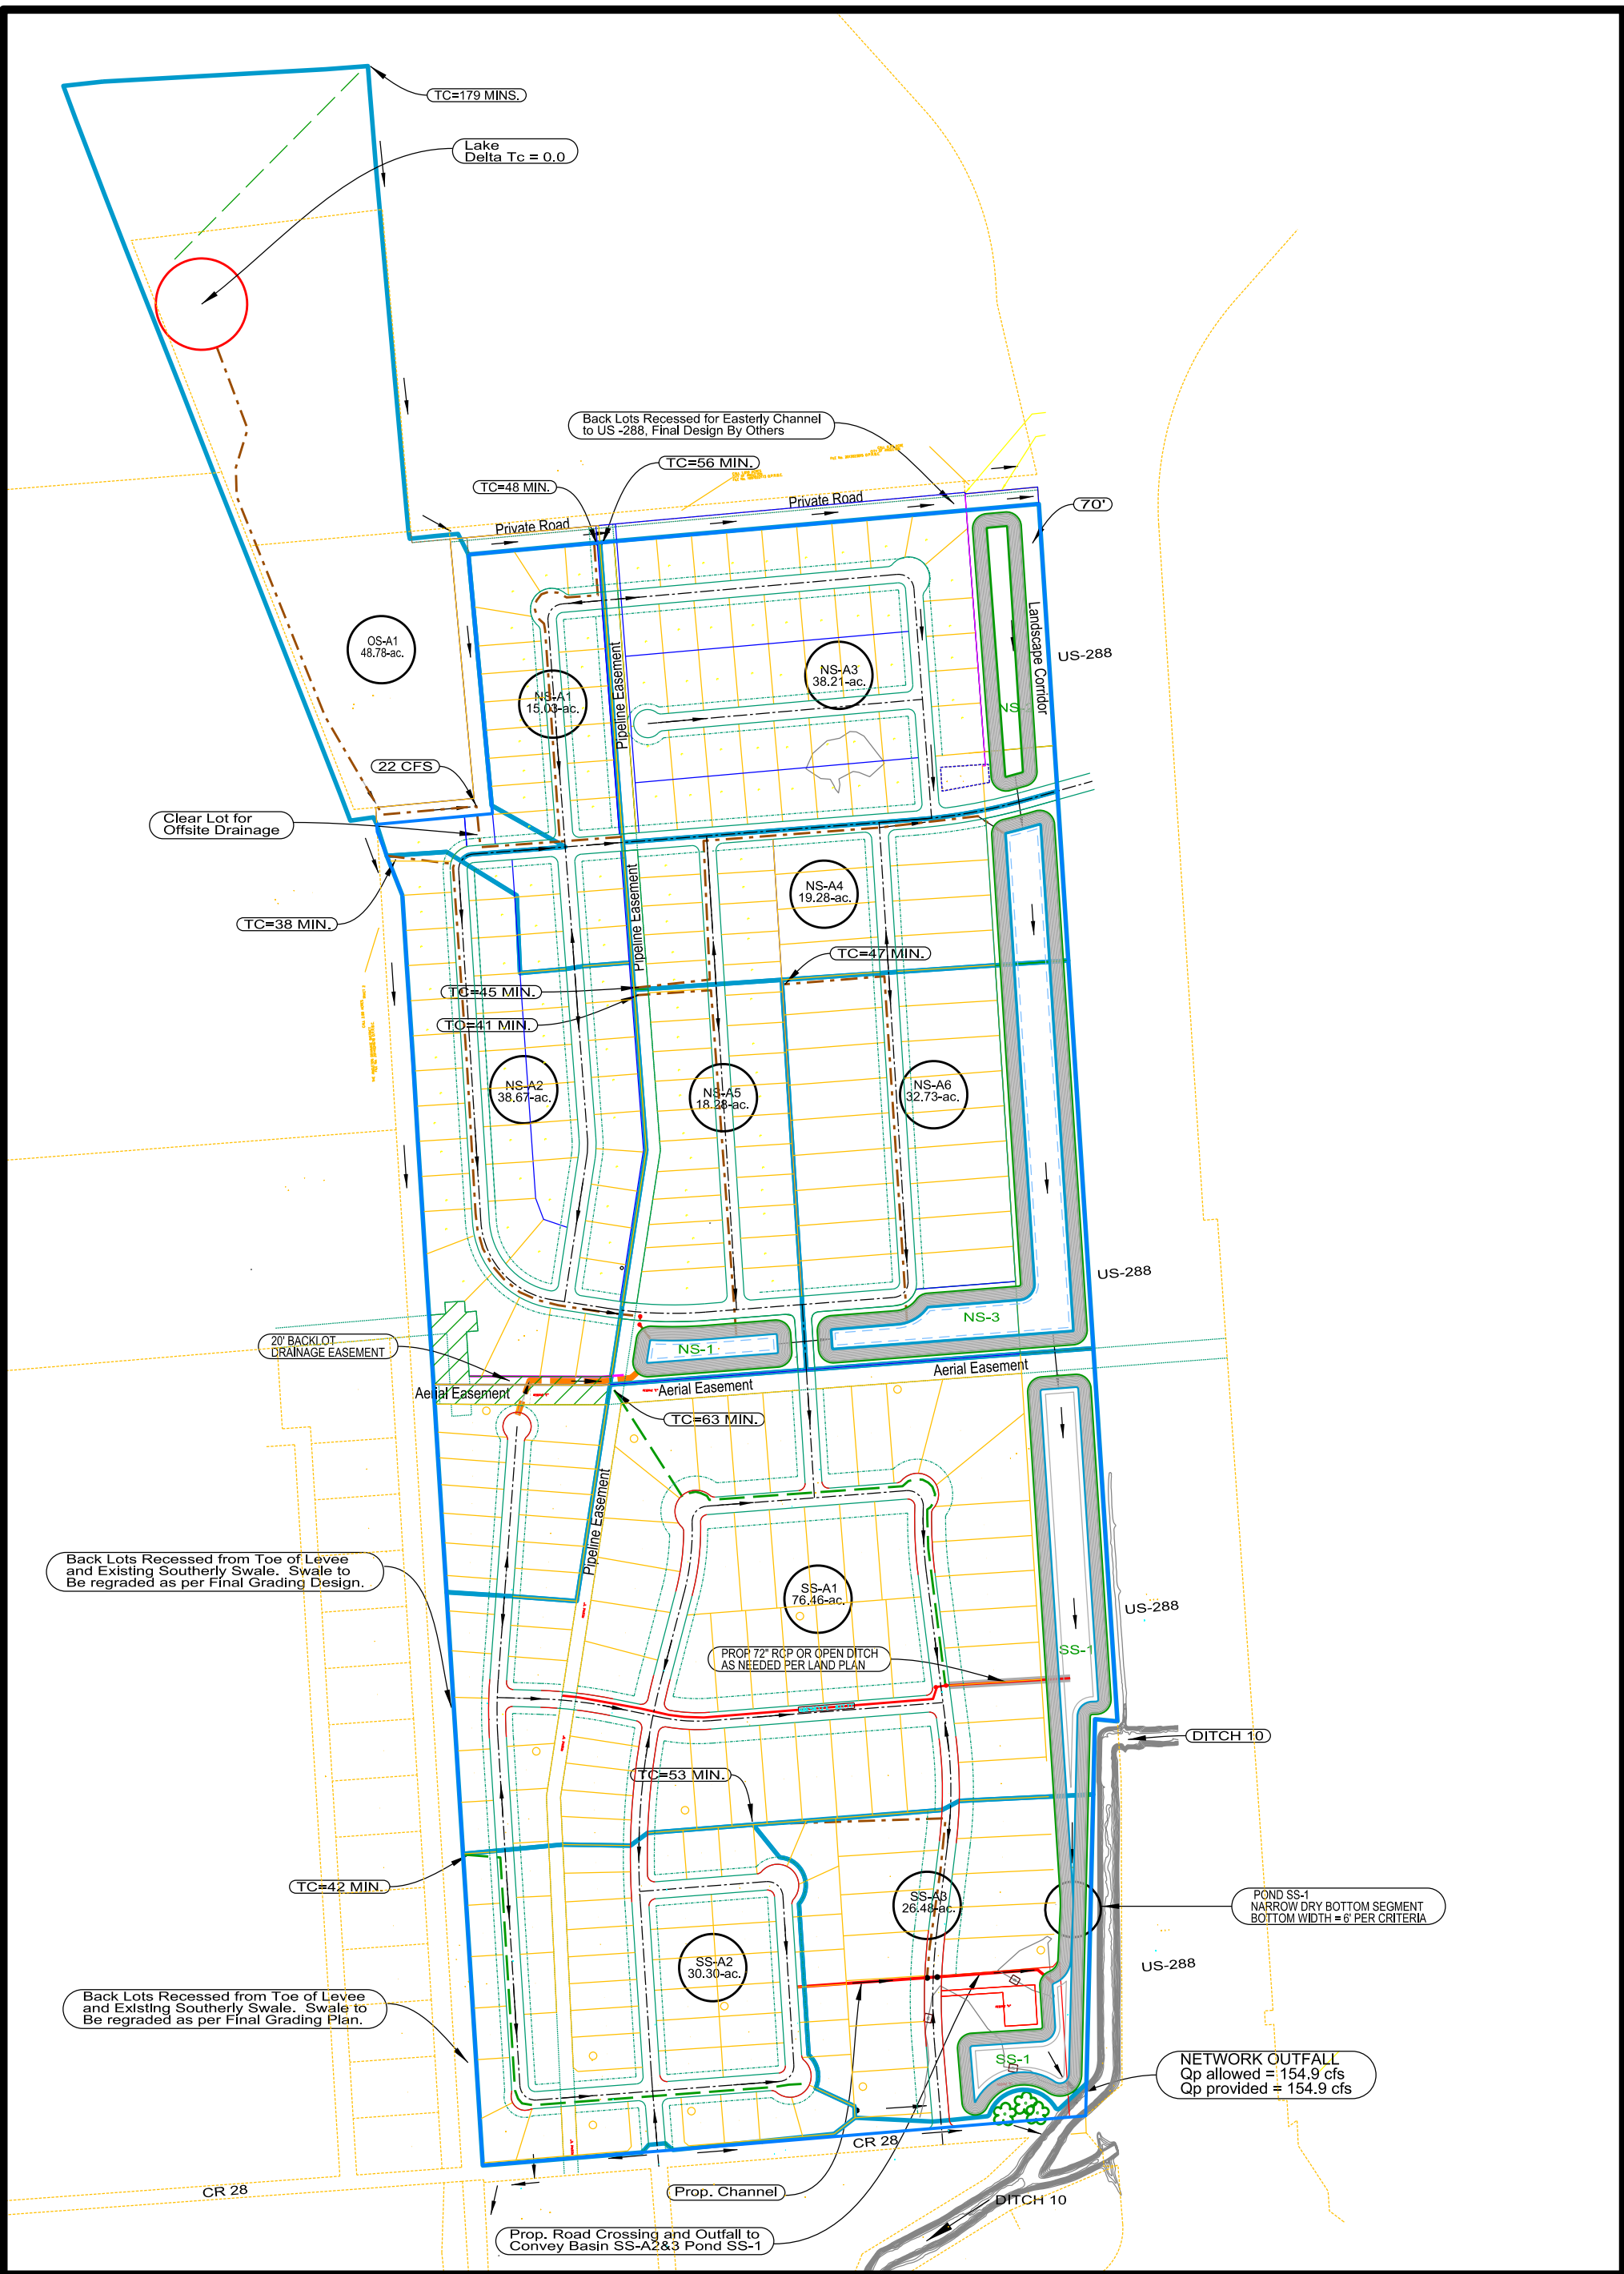 TC=179 MINS.
Lake
Delta Tc = 0.0
Back Lots Recessed for Easterly Channel
to US -288, Final Design By Others
TC=56 MIN.
TC=48 MIN.
Private Road
Private Road
70'
OS-A1
48.78-ac.
NS-A1
15.03-ac.
Pipeline Easement
NS-A3
38.21-ac.
Landscape Corridor
US-288
22 CFS
Clear Lot for
Offsite Drainage
TC=38 MIN.
Pipeline Easement
NS-A4
19.28-ac.
TC=47 MIN.
TC=45 MIN.
TC=41 MIN.
NS-A2
38.67-ac.
NS-A5
18.28-ac.
NS-A6
32.73-ac.
US-288
NS-3
NS-1
20' BACKLOT
DRAINAGE EASEMENT
Aerial Easement
Aerial Easement
Aerial Easement
TC=63 MIN.
Pipeline Easement
Back Lots Recessed from Toe of Levee
and Existing Southerly Swale. Swale to
Be regraded as per Final Grading Design.
SS-A1
76.46-ac.
US-288
PROP 72" RCP OR OPEN DITCH
AS NEEDED PER LAND PLAN
SS-1
DITCH 10
TC=53 MIN.
TC=42 MIN.
SS-A3
26.48-ac.
POND SS-1
NARROW DRY BOTTOM SEGMENT
BOTTOM WIDTH = 6' PER CRITERIA
SS-A2
30.30-ac.
US-288
Back Lots Recessed from Toe of Levee
and Existing Southerly Swale. Swale to
Be regraded as per Final Grading Plan.
SS-1
NETWORK OUTFALL
Qp allowed = 154.9 cfs
Qp provided = 154.9 cfs
CR 28
CR 28
Prop. Channel
DITCH 10
Prop. Road Crossing and Outfall to
Convey Basin SS-A2&3 Pond SS-1